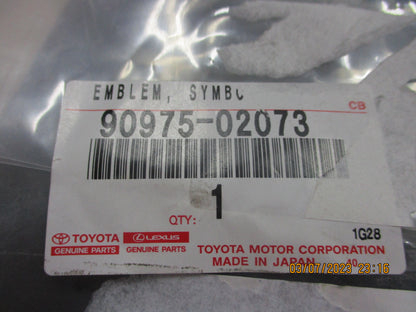 EMBLEM, SYMBO
CB
90975-02073
QTY: 1
1G28
TOYOTA LEXUS
GENUINE PARTS GENUINE PARTS
TOYOTA MOTOR CORPORATION
MADE IN JAPAN 40
03/07/2023 23:16